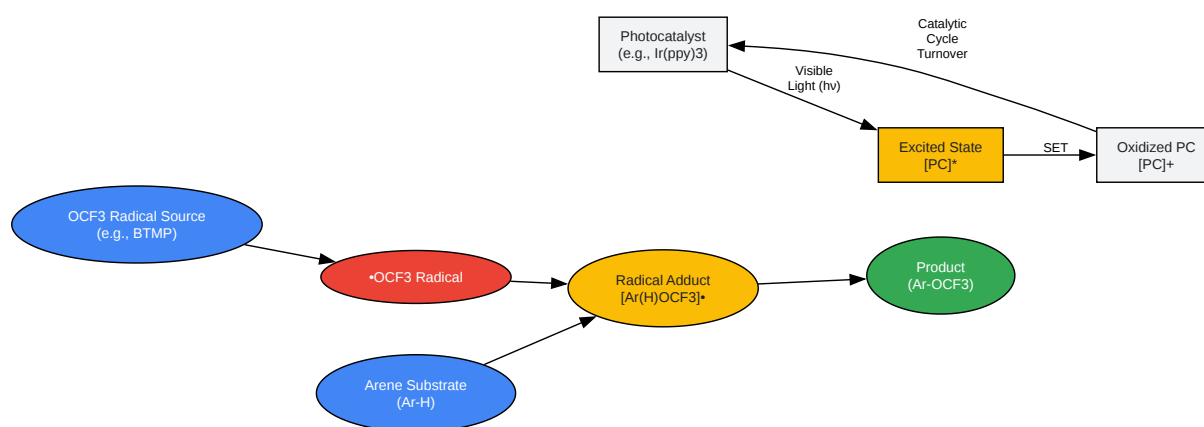 Photocatalyst
(e.g., Ir(ppy)3)
Catalytic
Cycle
Turnover
Visible
Light (hν)
Excited State
[PC]*
SET
Oxidized PC
[PC]+
OCF3 Radical Source
(e.g., BTMP)
•OCF3 Radical
Radical Adduct
[Ar(H)OCF3]•
Product
(Ar-OCF3)
Arene Substrate
(Ar-H)